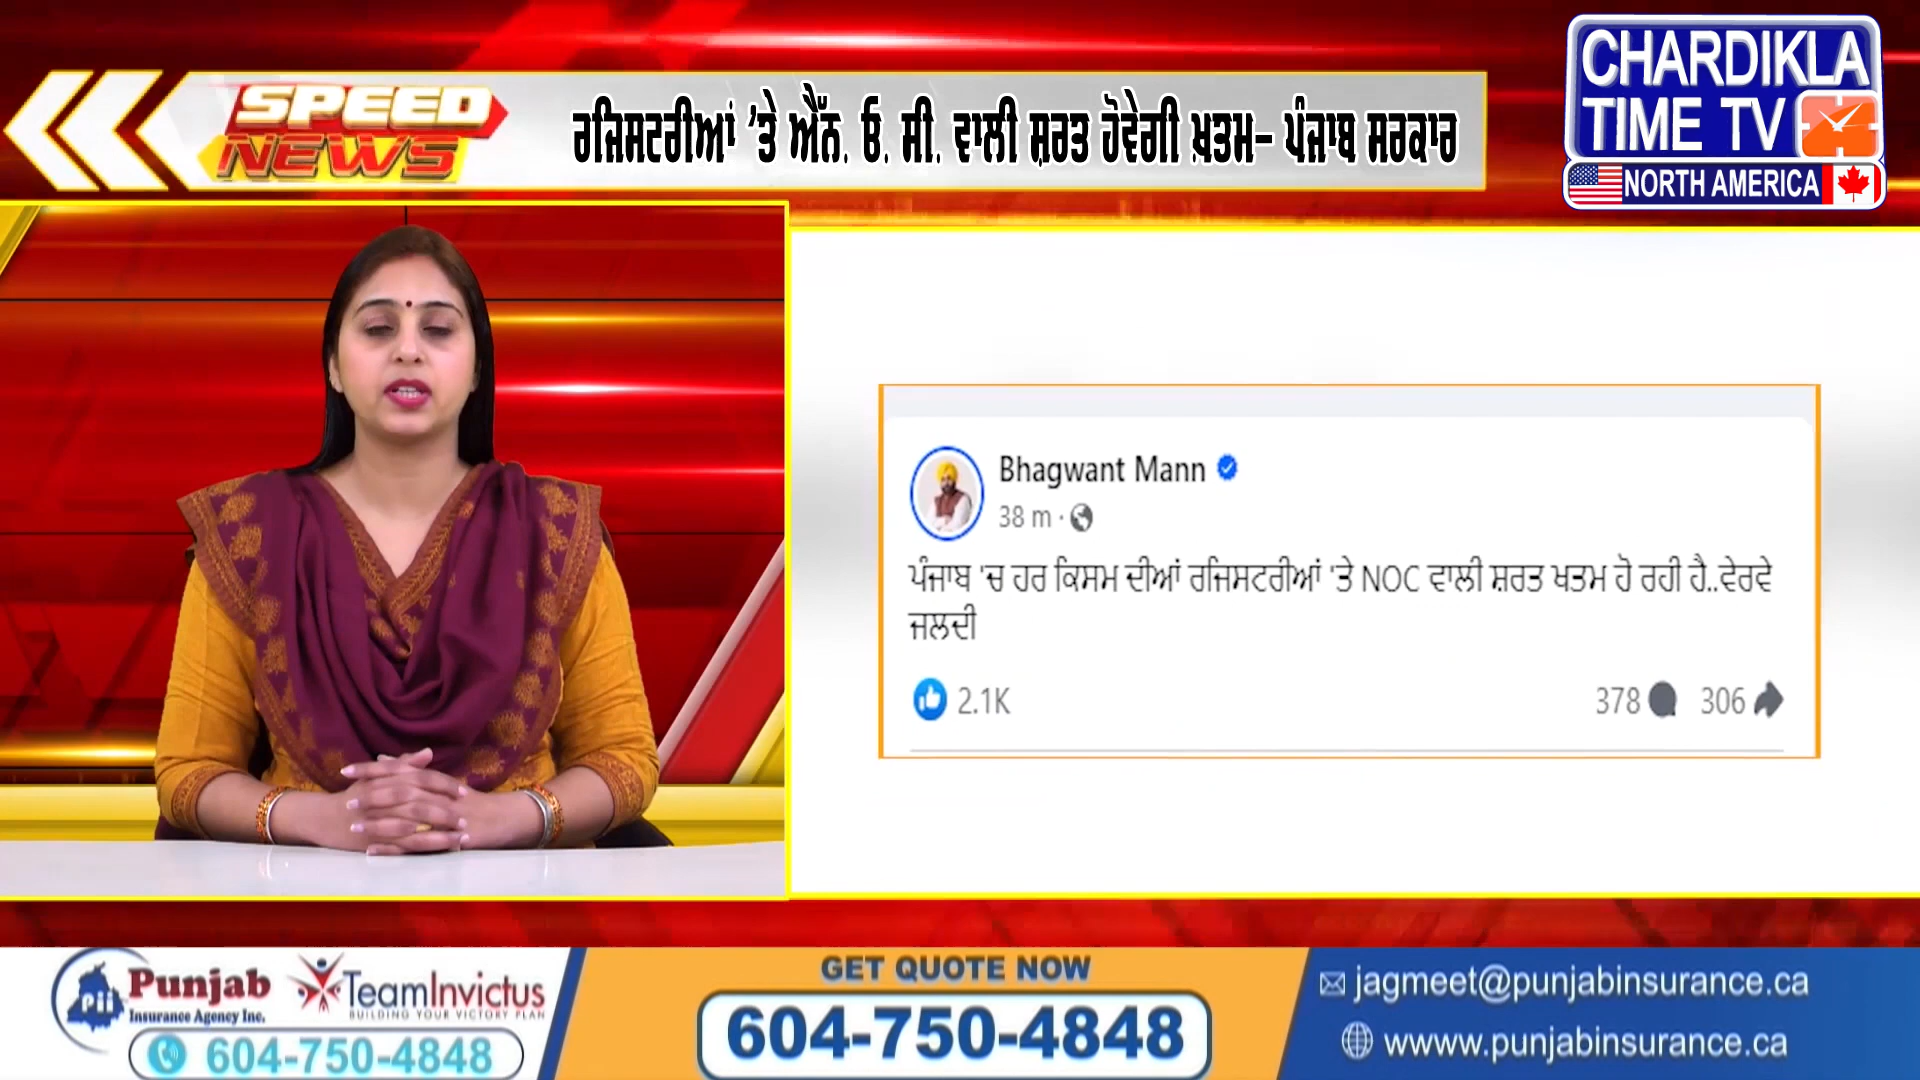 SPEED
NEWS
ਰਜਿਸਟਰੀਆਂ ’ਤੇ ਐੱਨ. ਓ. ਸੀ. ਵਾਲੀ ਸ਼ਰਤ ਹੋਵੇਗੀ ਖ਼ਤਮ- ਪੰਜਾਬ ਸਰਕਾਰ
CHARDIKLA
TIME TV
NORTH AMERICA
Bhagwant Mann
38 m ·
ਪੰਜਾਬ 'ਚ ਹਰ ਕਿਸਮ ਦੀਆਂ ਰਜਿਸਟਰੀਆਂ 'ਤੇ NOC ਵਾਲੀ ਸ਼ਰਤ ਖਤਮ ਹੋ ਰਹੀ ਹੈ..ਵੇਰਵੇ
ਜਲਦੀ
2.1K
378 306
Pii Punjab
Insurance Agency Inc.
TeamInvictus
BUILDING YOUR VICTORY PLAN
604-750-4848
GET QUOTE NOW
604-750-4848
jagmeet@punjabinsurance.ca
www.punjabinsurance.ca